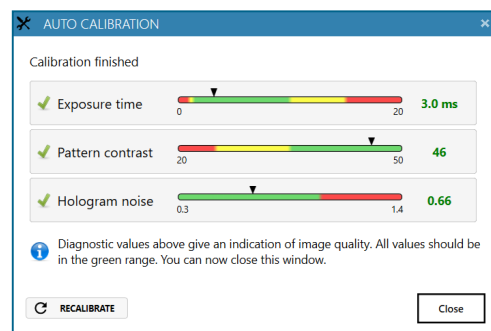 AUTO CALIBRATION
Calibration finished
Exposure time 0 20 3.0 ms
Pattern contrast 20 50 46
Hologram noise 0.3 1.4 0.66
Diagnostic values above give an indication of image quality. All values should be
in the green range. You can now close this window.
RECALIBRATE Close